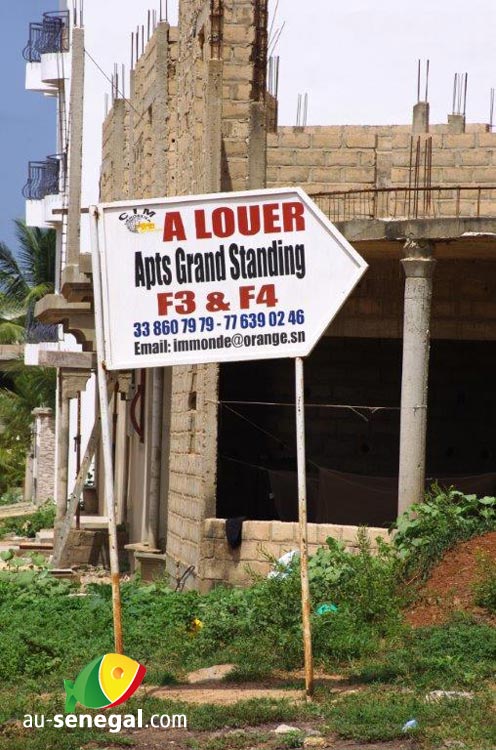 CIM
A LOUER
Apts Grand Standing
F3 & F4
33 860 79 79 - 77 639 02 46
Email: immonde@orange.sn
au-senegal.com